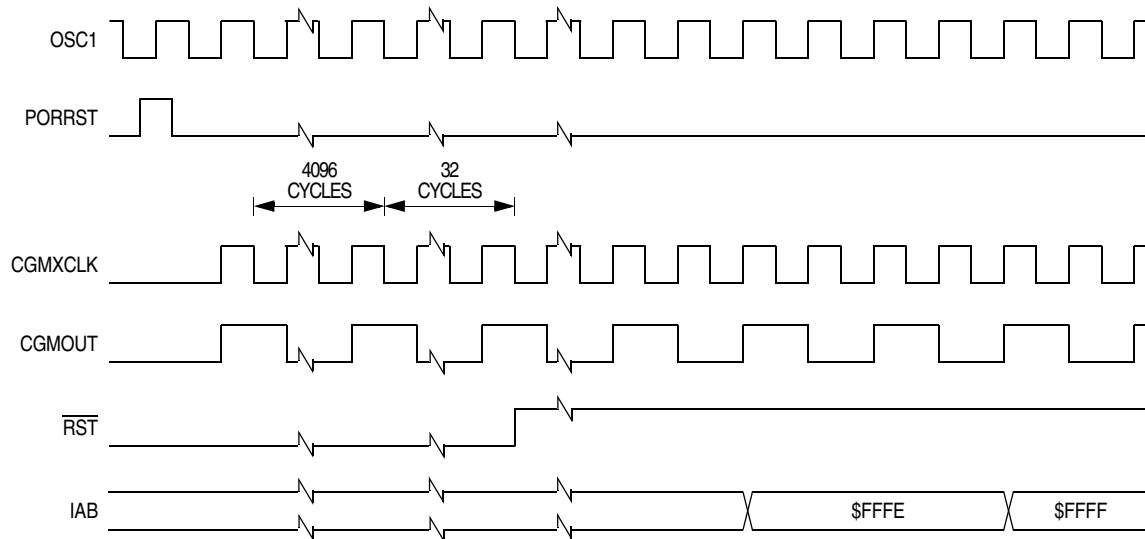 OSC1
PORRST
4096
CYCLES
32
CYCLES
CGMXCLK
CGMOUT
RST
IAB
$FFFE
$FFFF